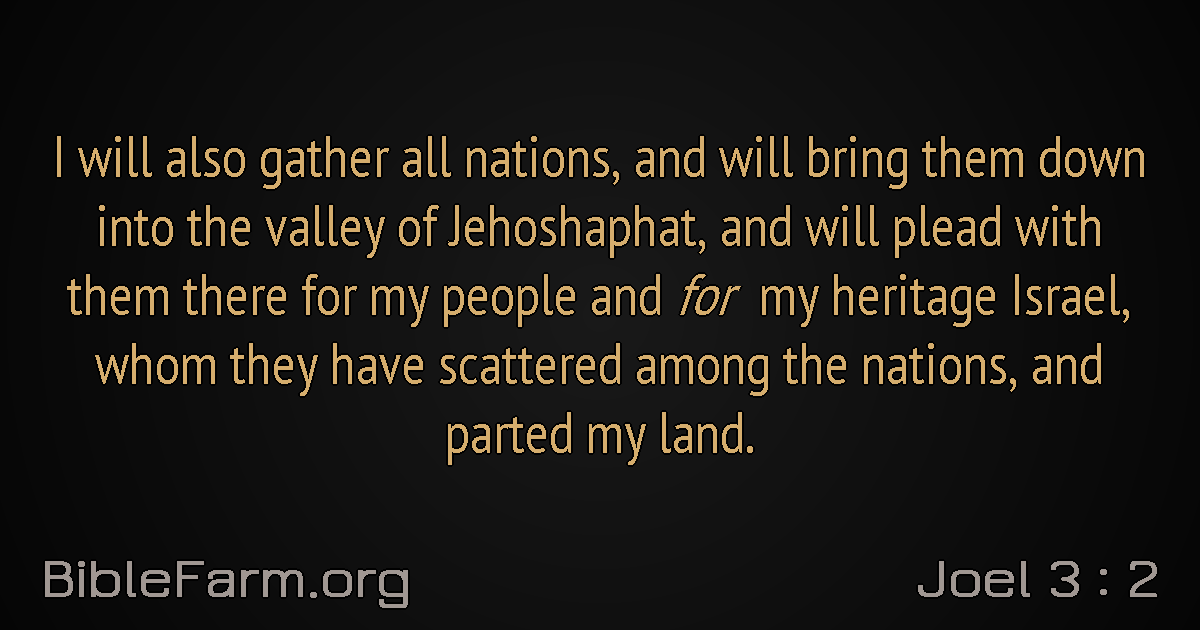 I will also gather all nations, and will bring them down
into the valley of Jehoshaphat, and will plead with
them there for my people and for my heritage Israel,
whom they have scattered among the nations, and
parted my land.
BibleFarm.org
Joel 3 : 2